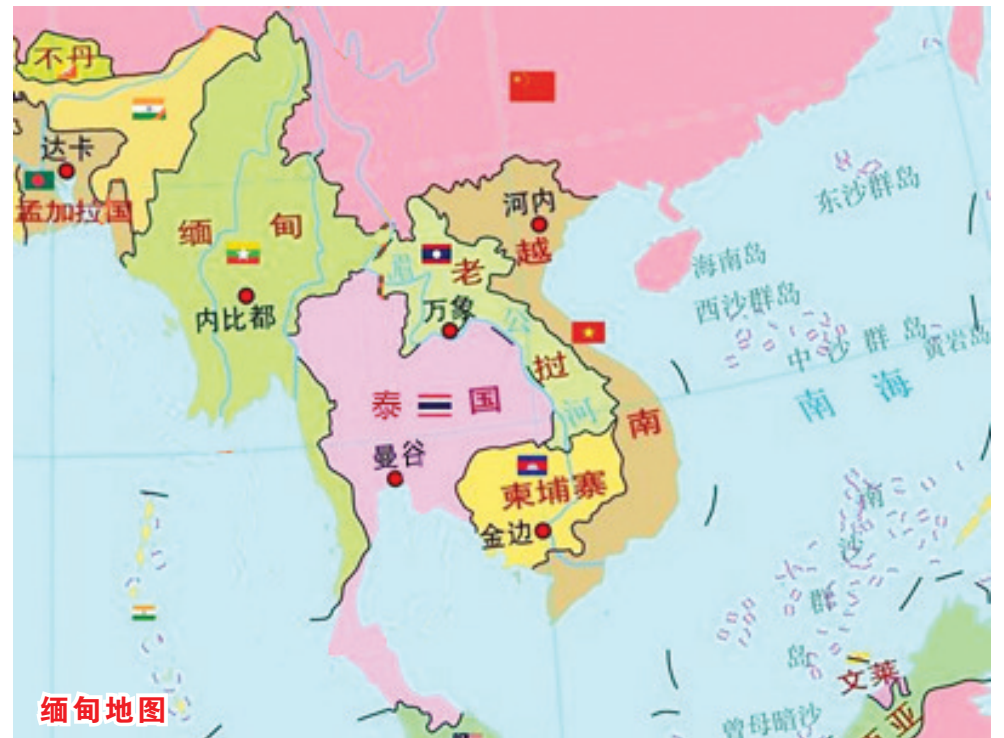 不丹
达卡
孟加拉国
缅甸
内比都
河内
越南
老挝
万象
湄公河
泰国
曼谷
柬埔寨
金边
东沙群岛
海南岛
西沙群岛
中沙群岛
黄岩岛
南海
南沙群岛
文莱
曾母暗沙
西亚
缅甸地图